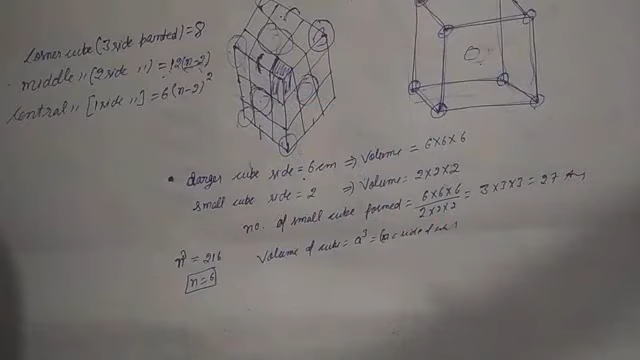 Corner cube (3 side painted) = 8
middle " (2 side ") = 12(n-2)
Central " [1 side "] = 6(n-2)²
• Larger cube side = 6 cm ⇒ Volume = 6×6×6
small cube side = 2 ⇒ Volume = 2×2×2
no. of small cube formed = 6×6×6 / 2×2×2 = 3×3×3 = 27 Ans
n³ = 216 Volume of cube = a³ = side of
n=6